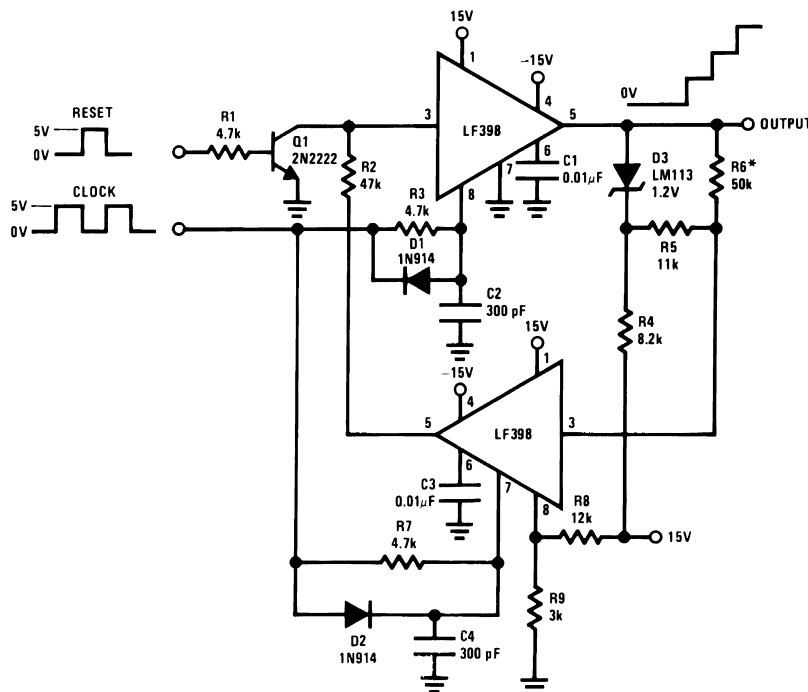 15V
1
-15V
4
0V
RESET
5V
0V
R1
4.7k
Q1
2N2222
3
LF398
5
OUTPUT
6
7
8
C1
0.01μF
D3
LM113
1.2V
R6*
50k
R2
47k
CLOCK
5V
0V
R3
4.7k
D1
1N914
R5
11k
C2
300 pF
R4
8.2k
15V
1
-15V
4
5
LF398
3
6
7
8
C3
0.01μF
R8
12k
15V
R7
4.7k
R9
3k
D2
1N914
C4
300 pF